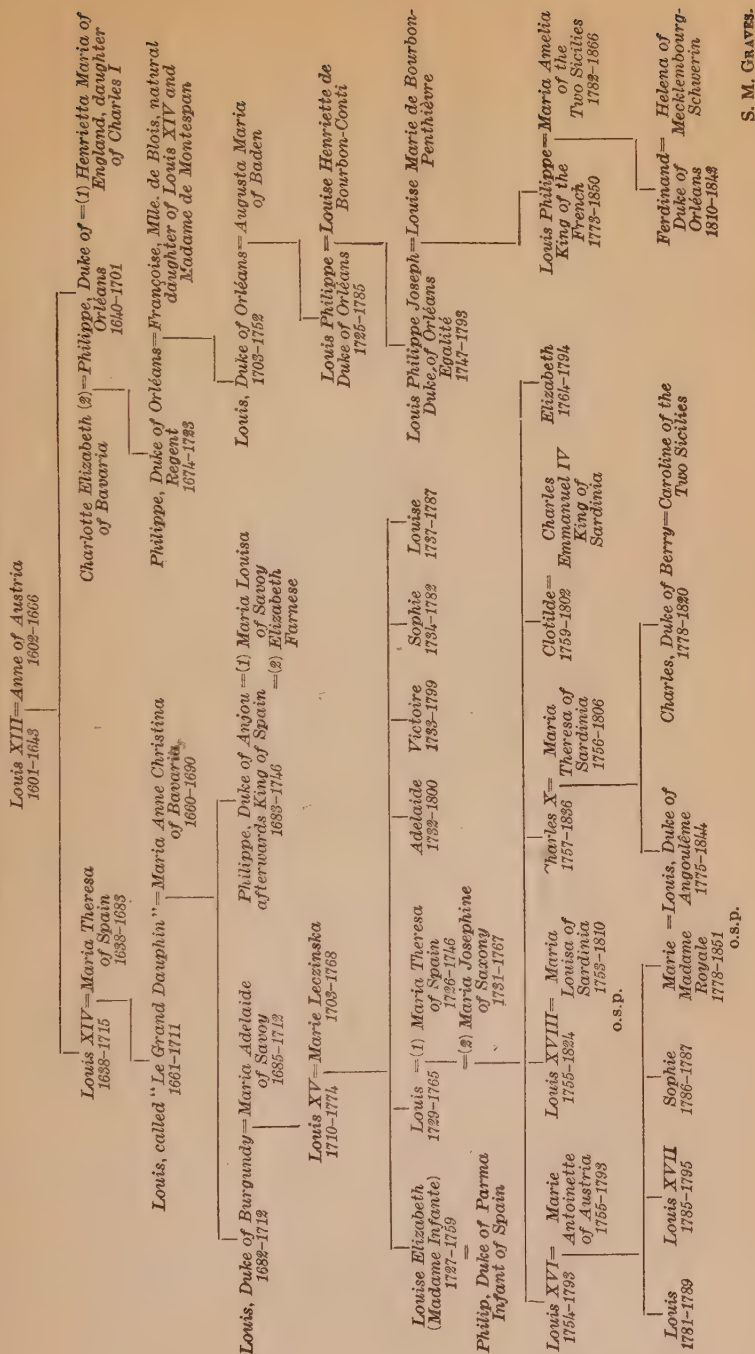 Louis XIII=Anne of Austria
1601–1643 1602–1666
Louis XIV=Maria Theresa
1638–1715 of Spain
1638–1683
Charlotte Elizabeth (2)=Philippe, Duke of =(1) Henrietta Maria of
of Bavaria Orléans England, daughter
1640–1701 of Charles I
Louis, called "Le Grand Dauphin"=Maria Anne Christina
1661–1711 of Bavaria
1660–1690
Philippe, Duke of Orléans=Françoise, Mlle. de Blois, natural
Regent daughter of Louis XIV and
1674–1723 Madame de Montespan
Louis, Duke of Burgundy=Maria Adelaide
1682–1712 of Savoy
1685–1712
Philippe, Duke of Anjou =(1) Maria Louisa
afterwards King of Spain of Savoy
1683–1746 =(2) Elizabeth
Farnese
Louis, Duke of Orléans=Augusta Maria
1703–1752 of Baden
Louis XV=Marie Leczinska
1710–1774 1703–1768
Louis Philippe =Louise Henriette de
Duke of Orléans Bourbon-Conti
1725–1785
Louise Elizabeth
(Madame Infante)
1727–1759
=
Philip, Duke of Parma
Infant of Spain
Louis =(1) Maria Theresa
1729–1765 of Spain
1726–1746
=(2) Maria Josephine
of Saxony
1731–1767
Adelaide
1732–1800
Victoire
1733–1799
Sophie
1734–1782
Louise
1737–1787
Louis Philippe Joseph=Louise Marie de Bourbon-
Duke of Orléans Penthièvre
Egalité
1747–1793
Louis XVI= Marie
1754–1793 Antoinette
of Austria
1755–1793
Louis XVIII= Maria
1755–1824 Louisa of
Sardinia
1753–1810
o.s.p.
Charles X= Maria
1757–1836 Theresa of
Sardinia
1756–1806
Clotilde= Charles
1759–1802 Emmanuel IV
King of
Sardinia
Elizabeth
1764–1794
Louis Philippe=Maria Amelia
King of the of the
French Two Sicilies
1773–1850 1782–1866
Louis
1781–1789
Louis XVII
1785–1795
Sophie
1786–1787
Marie =Louis, Duke of
Madame Angoulême
Royale 1775–1844
1778–1851
o.s.p.
Charles, Duke of Berry=Caroline of the
1778–1820 Two Sicilies
Ferdinand= Helena of
Duke of Mecklembourg-
Orléans Schwerin
1810–1842
S. M. GRAVES.